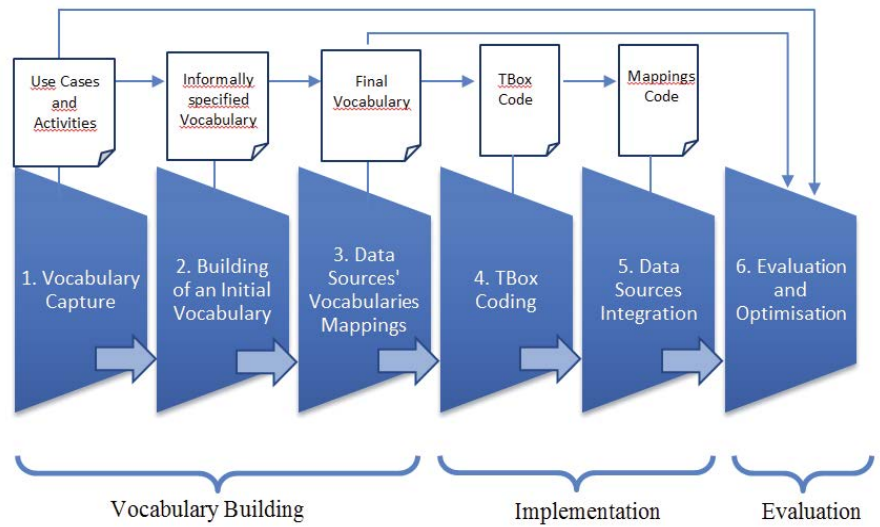 Use Cases
and
Activities
Informally
specified
Vocabulary
Final
Vocabulary
TBox
Code
Mappings
Code
1. Vocabulary
Capture
2. Building
of an Initial
Vocabulary
3. Data
Sources'
Vocabularies
Mappings
4. TBox
Coding
5. Data
Sources
Integration
6. Evaluation
and
Optimisation
Vocabulary Building
Implementation
Evaluation